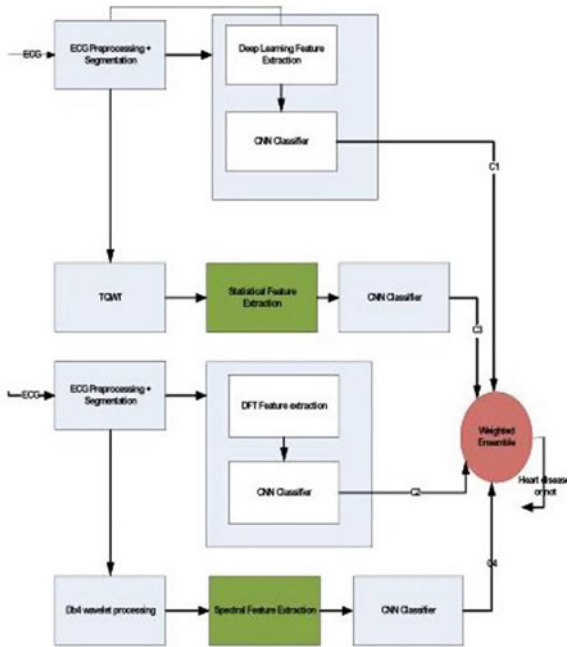 ECG
ECG Preprocessing +
Segmentation
Deep Learning Feature
Extraction
CNN Classifier
C1
TQWT
Statistical Feature
Extraction
CNN Classifier
C3
ECG
ECG Preprocessing +
Segmentation
DFT Feature extraction
CNN Classifier
C2
Weighted
Ensemble
Heart disease
or not
Db4 wavelet processing
Spectral Feature Extraction
CNN Classifier
C4